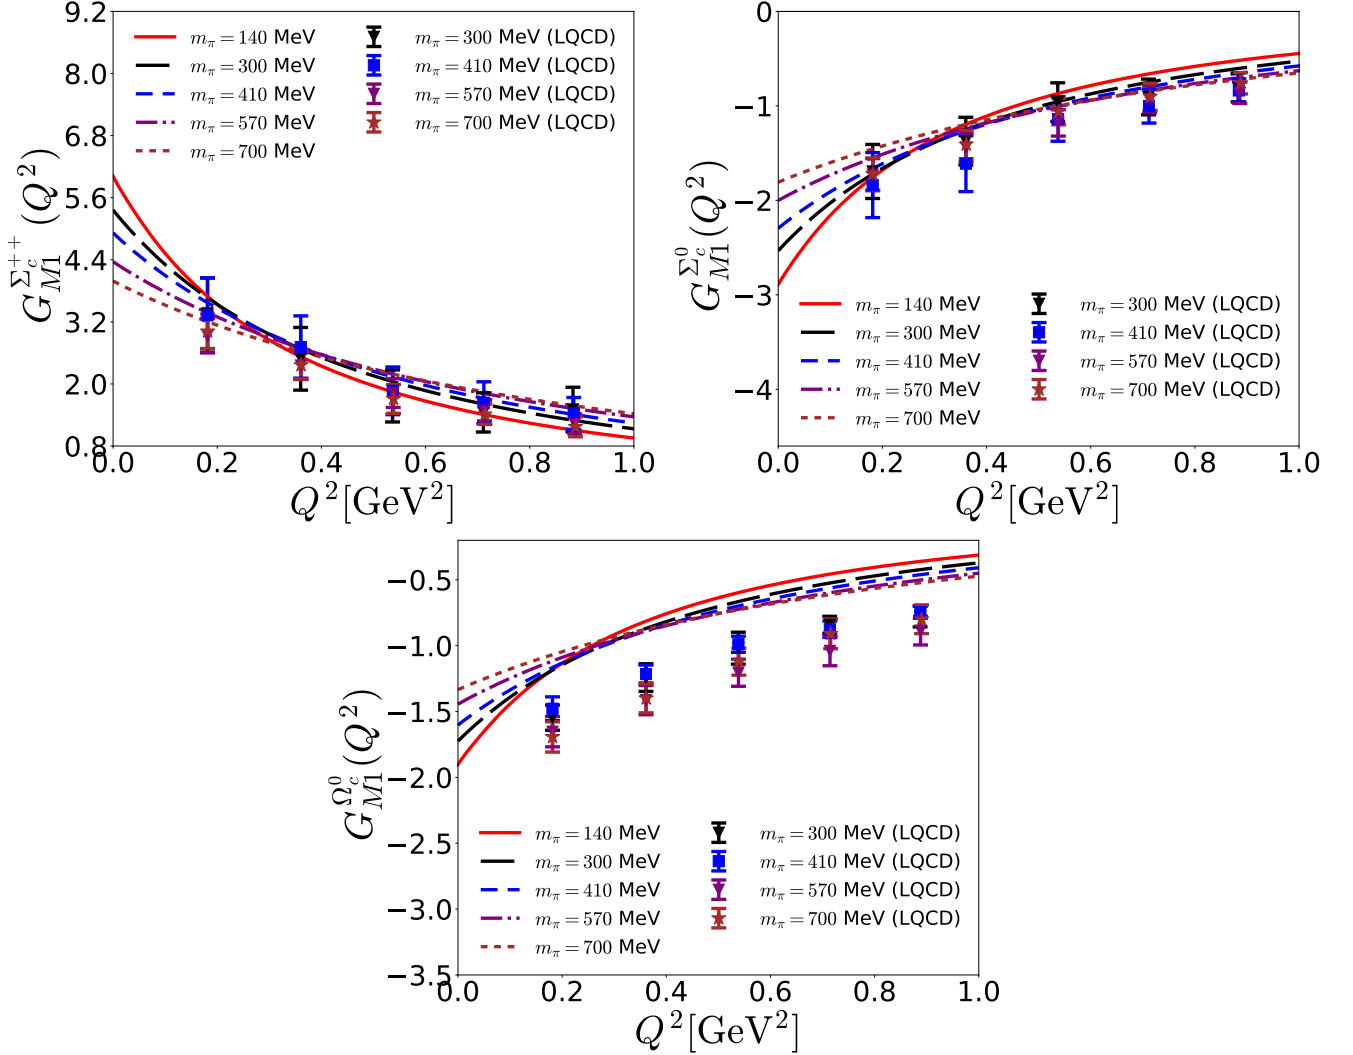 9.2
8.0
6.8
5.6
4.4
3.2
2.0
0.8
G_{M1}^{Σ_c^{++}}(Q^2)
m_π = 140 MeV
m_π = 300 MeV
m_π = 410 MeV
m_π = 570 MeV
m_π = 700 MeV
m_π = 300 MeV (LQCD)
m_π = 410 MeV (LQCD)
m_π = 570 MeV (LQCD)
m_π = 700 MeV (LQCD)
0.0 0.2 0.4 0.6 0.8 1.0
Q^2[GeV^2]
0
−1
−2
−3
−4
G_{M1}^{Σ_c^0}(Q^2)
m_π = 140 MeV
m_π = 300 MeV
m_π = 410 MeV
m_π = 570 MeV
m_π = 700 MeV
m_π = 300 MeV (LQCD)
m_π = 410 MeV (LQCD)
m_π = 570 MeV (LQCD)
m_π = 700 MeV (LQCD)
0.0 0.2 0.4 0.6 0.8 1.0
Q^2[GeV^2]
−0.5
−1.0
−1.5
−2.0
−2.5
−3.0
−3.5
G_{M1}^{Ω_c^0}(Q^2)
m_π = 140 MeV
m_π = 300 MeV
m_π = 410 MeV
m_π = 570 MeV
m_π = 700 MeV
m_π = 300 MeV (LQCD)
m_π = 410 MeV (LQCD)
m_π = 570 MeV (LQCD)
m_π = 700 MeV (LQCD)
0.0 0.2 0.4 0.6 0.8 1.0
Q^2[GeV^2]